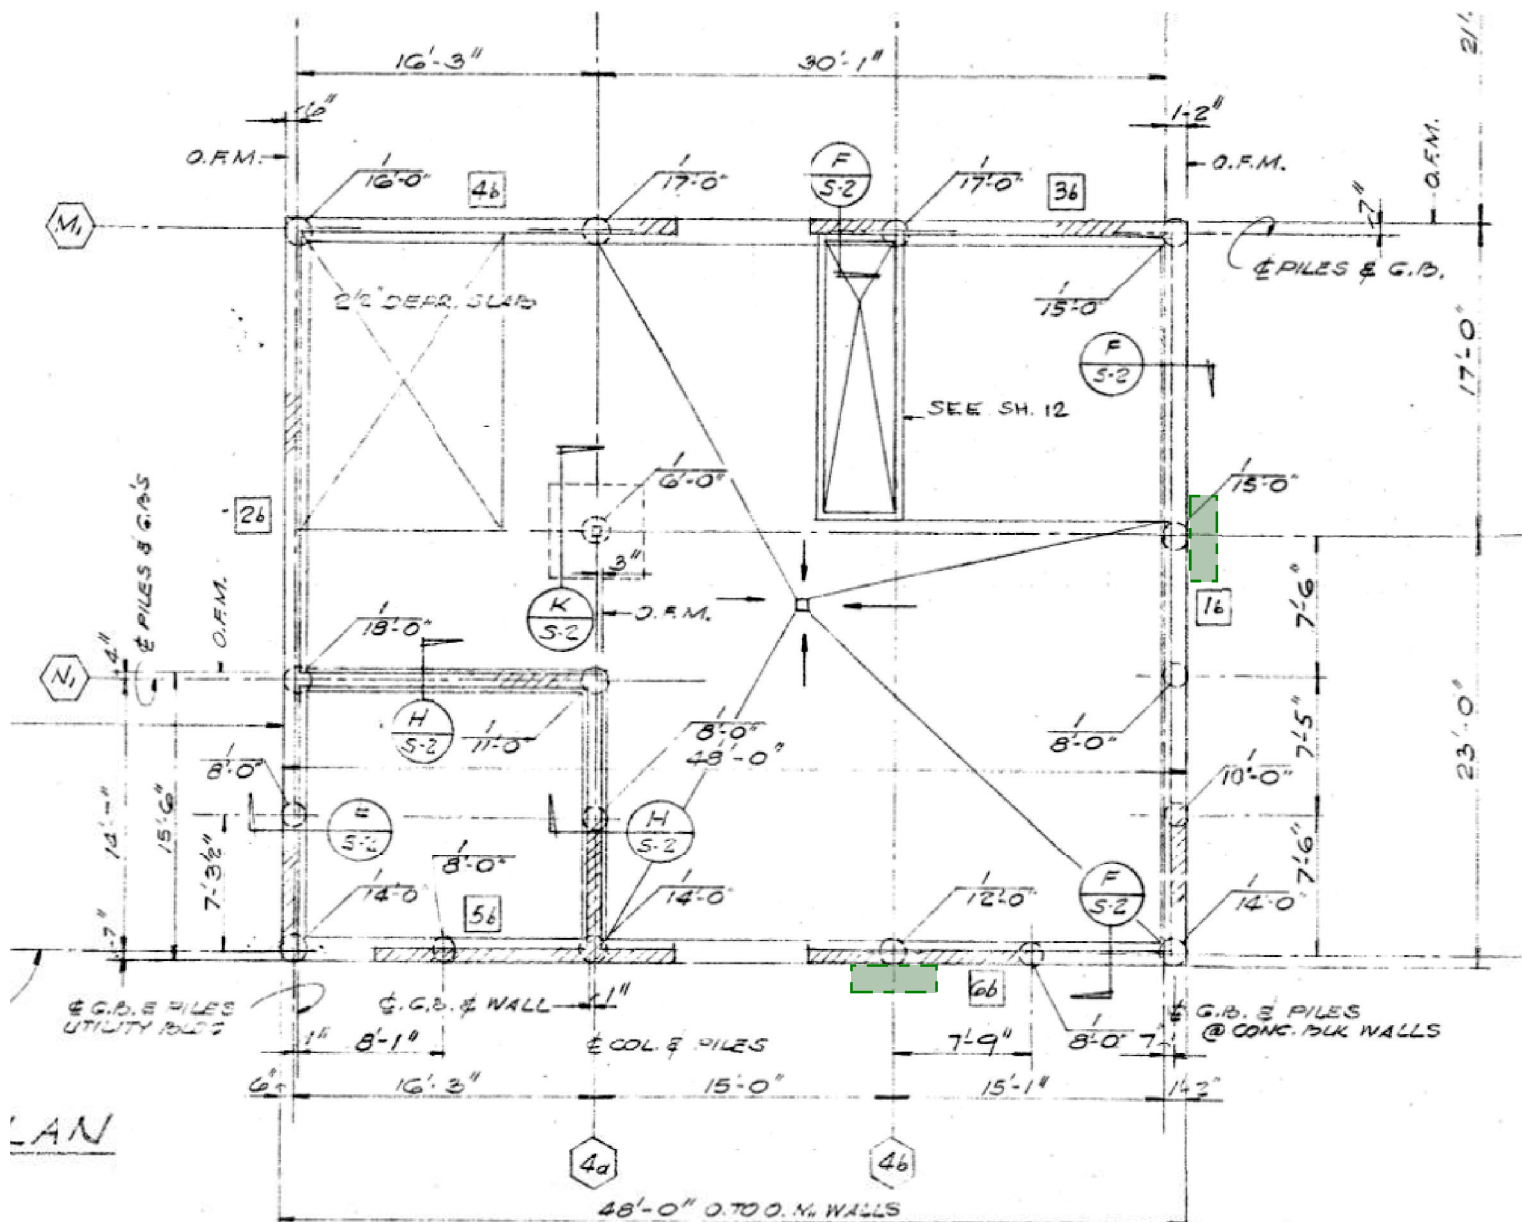 16'-3"
30'-1"
21'-
6"
1-2"
O.F.M.
O.F.M.
O.F.M.
1
16'-0"
4b
1
17'-0"
F
S-2
1
17'-0"
3b
7"
M₁
₵ PILES & G.B.
2½" DEPR. SLAB
1
15'-0"
17'-0"
F
S-2
SEE SH. 12
1
6'-0"
1
15'-0"
2b
₵ PILES & G.B'S
3"
O.F.M.
K
S-2
O.F.M.
1b
7'-6"
1
18'-0"
4"
N₁
H
S-2
1
11'-0"
1
8'-0"
48'-0"
1
8'-0"
7'-5"
23'-0"
1
8'-0"
1
10'-0"
15'-6"
14'-
7'-3½"
S-2
H
S-2
1
8'-0"
7'-6"
1
14'-0
5b
1
14'-0
1
12'-0"
F
S-2
1
14'-0
-7"
6b
₵ G.B. & PILES
UTILITY BLDG
₵ G.B. & WALL
1"
₵ G.B. & PILES
@ CONC. BLK WALLS
1"
8'-1"
₵ COL. & PILES
7'-9"
1
8'-0"
7
6"
16'-3"
15'-0"
15'-1"
1-2"
LAN
4a
4b
48'-0" O. TO O. WALLS